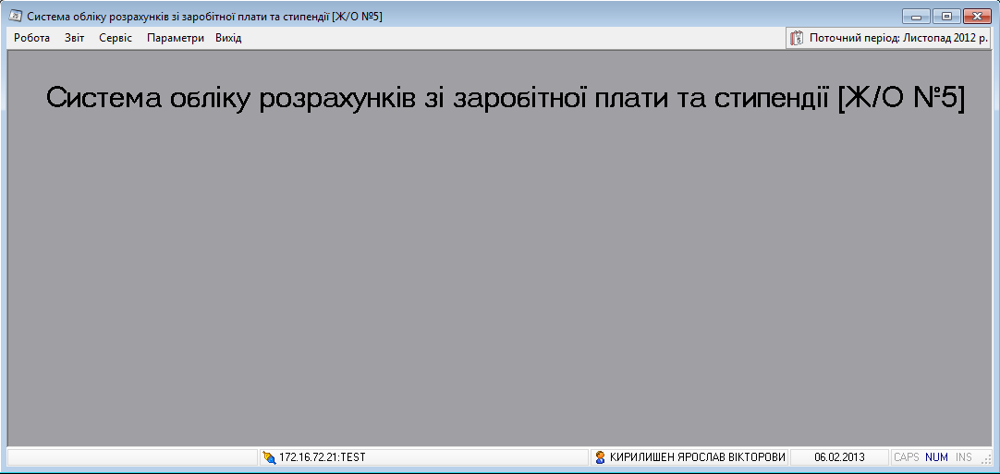 Система обліку розрахунків зі заробітної плати та стипендії [Ж/О №5]
Робота Звіт Сервіс Параметри Вихід Поточний період: Листопад 2012 р.
Система обліку розрахунків зі заробітної плати та стипендії [Ж/О №5]
172.16.72.21:TEST КИРИЛИШЕН ЯРОСЛАВ ВІКТОРОВИ 06.02.2013 CAPS NUM INS